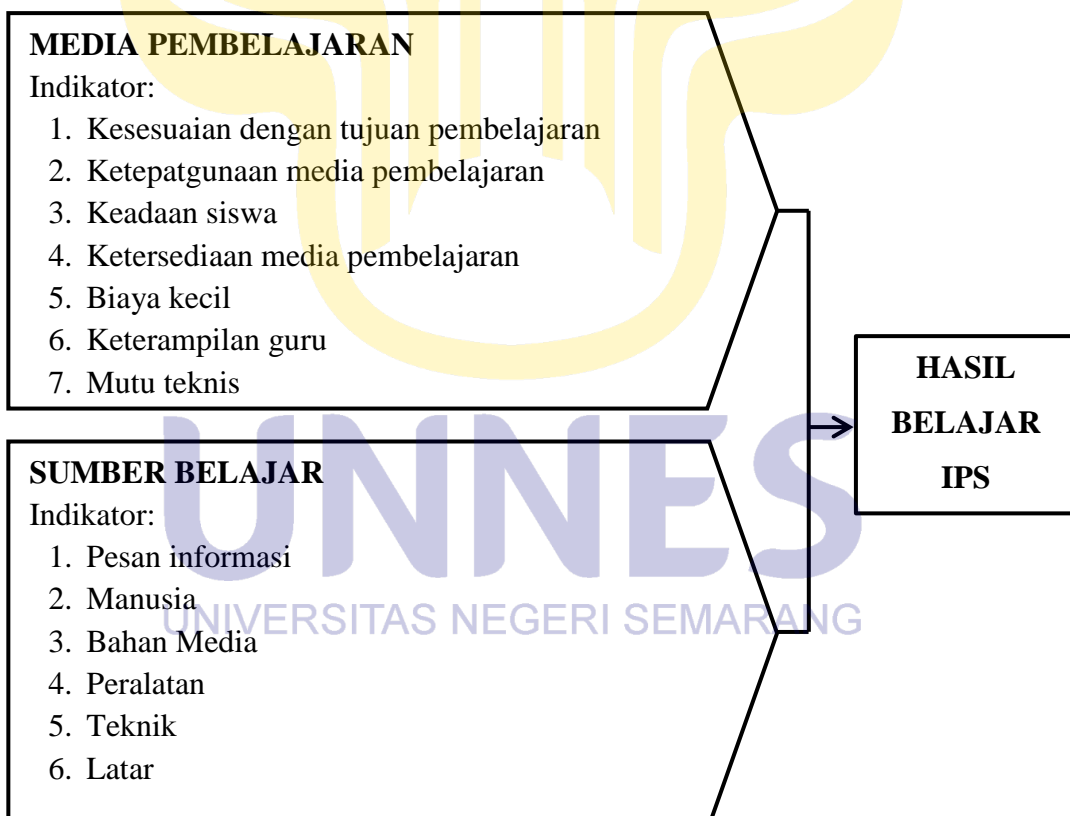 MEDIA PEMBELAJARAN
Indikator:
1. Kesesuaian dengan tujuan pembelajaran
2. Ketepatgunaan media pembelajaran
3. Keadaan siswa
4. Ketersediaan media pembelajaran
5. Biaya kecil
6. Keterampilan guru
7. Mutu teknis
HASIL
BELAJAR
IPS
UNNES
UNIVERSITAS NEGERI SEMARANG
SUMBER BELAJAR
Indikator:
1. Pesan informasi
2. Manusia
3. Bahan Media
4. Peralatan
5. Teknik
6. Latar